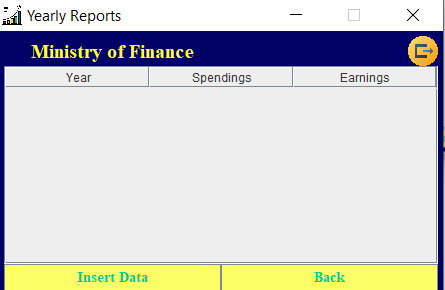 Yearly Reports
Ministry of Finance
Year Spendings Earnings
Insert Data Back